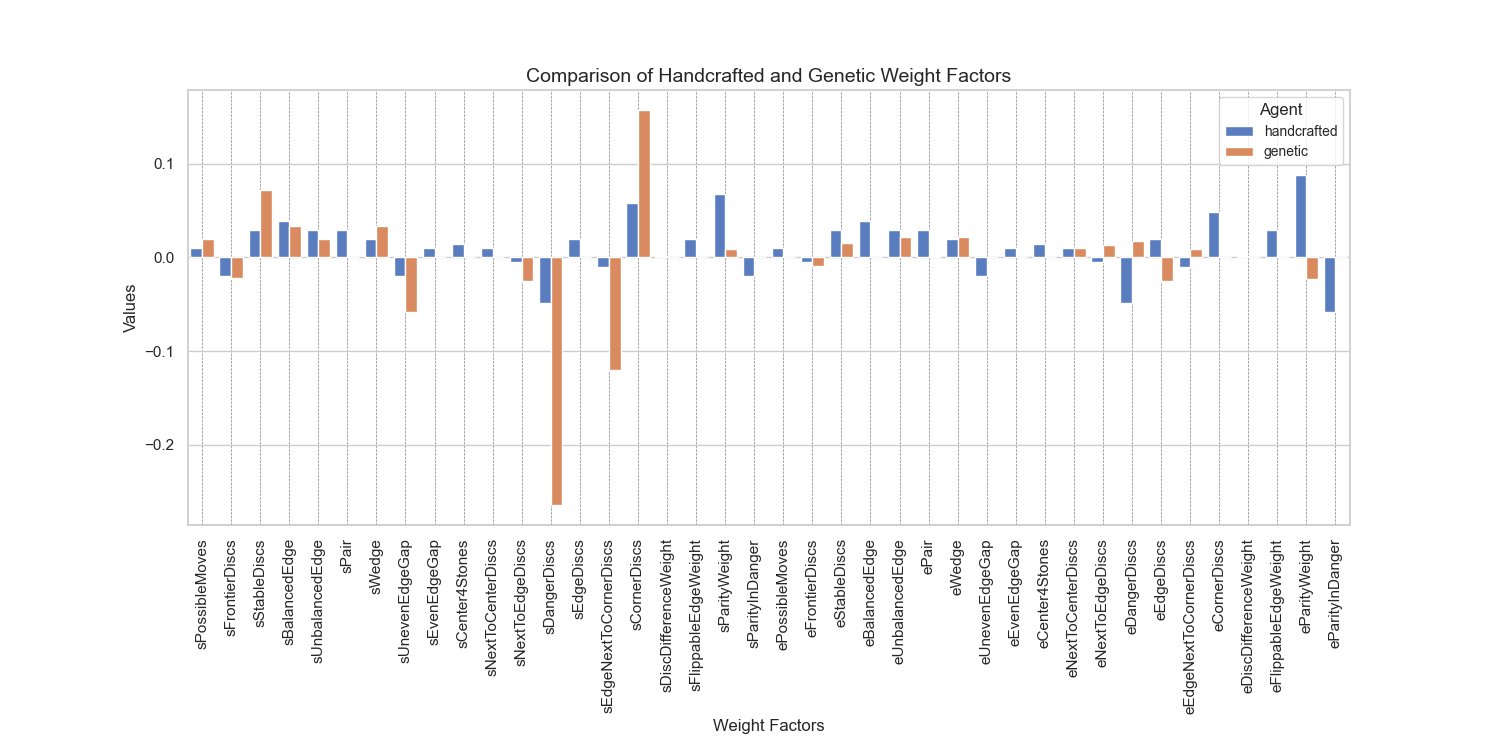 Comparison of Handcrafted and Genetic Weight Factors
Agent
handcrafted
genetic
Values
0.1
0.0
−0.1
−0.2
sPossibleMoves
sFrontierDiscs
sStableDiscs
sBalancedEdge
sUnbalancedEdge
sPair
sWedge
sUnevenEdgeGap
sEvenEdgeGap
sCenter4Stones
sNextToCenterDiscs
sNextToEdgeDiscs
sDangerDiscs
sEdgeDiscs
sEdgeNextToCornerDiscs
sCornerDiscs
sDiscDifferenceWeight
sFlippableEdgeWeight
sParityWeight
sParityInDanger
ePossibleMoves
eFrontierDiscs
eStableDiscs
eBalancedEdge
eUnbalancedEdge
ePair
eWedge
eUnevenEdgeGap
eEvenEdgeGap
eCenter4Stones
eNextToCenterDiscs
eNextToEdgeDiscs
eDangerDiscs
eEdgeDiscs
eEdgeNextToCornerDiscs
eCornerDiscs
eDiscDifferenceWeight
eFlippableEdgeWeight
eParityWeight
eParityInDanger
Weight Factors